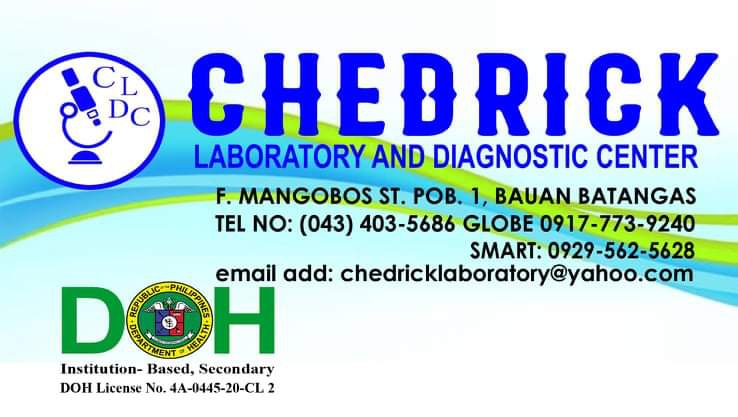 CL
DC
CHEDRICK
LABORATORY AND DIAGNOSTIC CENTER
F. MANGOBOS ST. POB. 1, BAUAN BATANGAS
TEL NO: (043) 403-5686 GLOBE 0917-773-9240
SMART: 0929-562-5628
email add: chedricklaboratory@yahoo.com
DOH
REPUBLIC OF THE PHILIPPINES
DEPARTMENT OF HEALTH
Institution- Based, Secondary
DOH License No. 4A-0445-20-CL 2